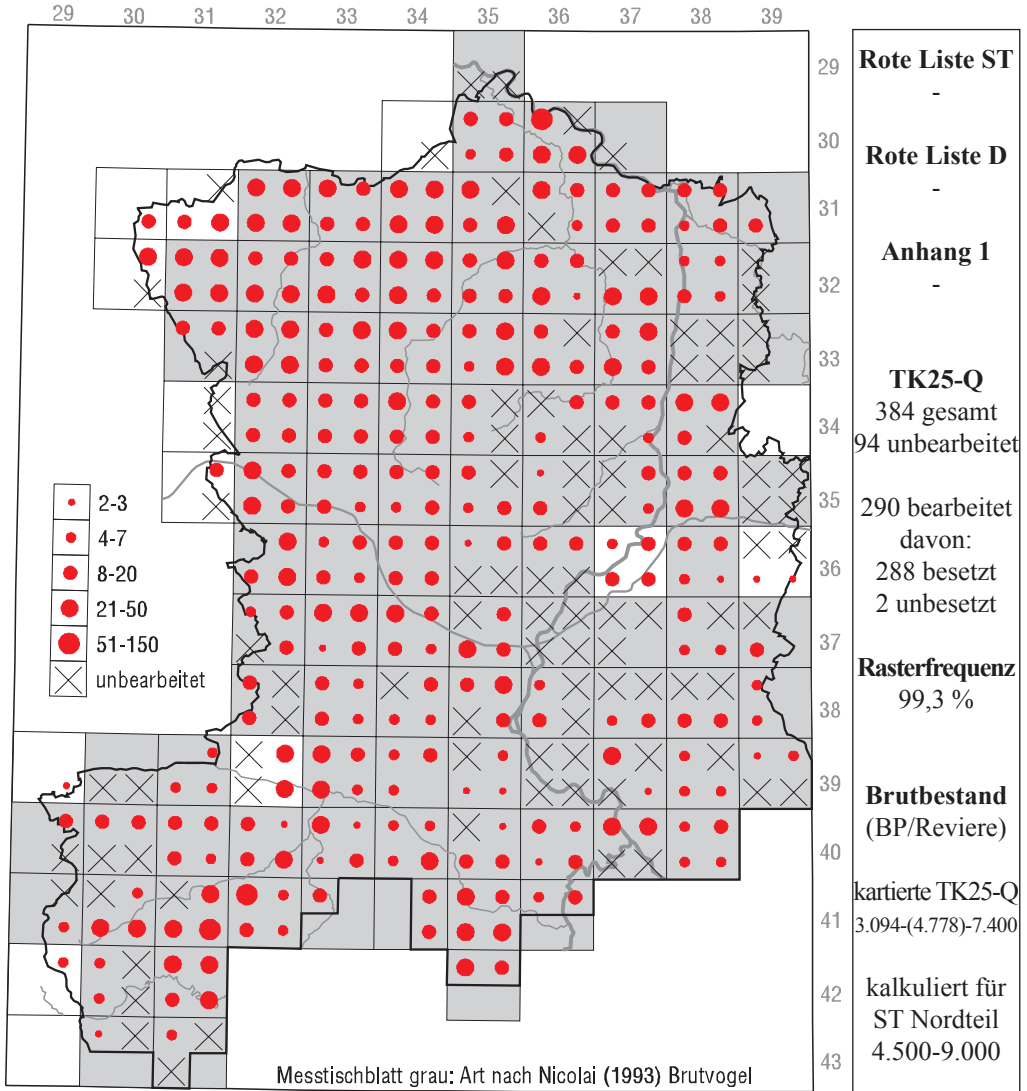 29 30 31 32 33 34 35 36 37 38 39
29
30
31
32
33
34
35
36
37
38
39
40
41
42
43
2-3
4-7
8-20
21-50
51-150
unbearbeitet
Messtischblatt grau: Art nach Nicolai (1993) Brutvogel
Rote Liste ST
-
Rote Liste D
-
Anhang 1
-
TK25-Q
384 gesamt
94 unbearbeitet
290 bearbeitet
davon:
288 besetzt
2 unbesetzt
Rasterfrequenz
99,3 %
Brutbestand
(BP/Reviere)
kartierte TK25-Q
3.094-(4.778)-7.400
kalkuliert für
ST Nordteil
4.500-9.000